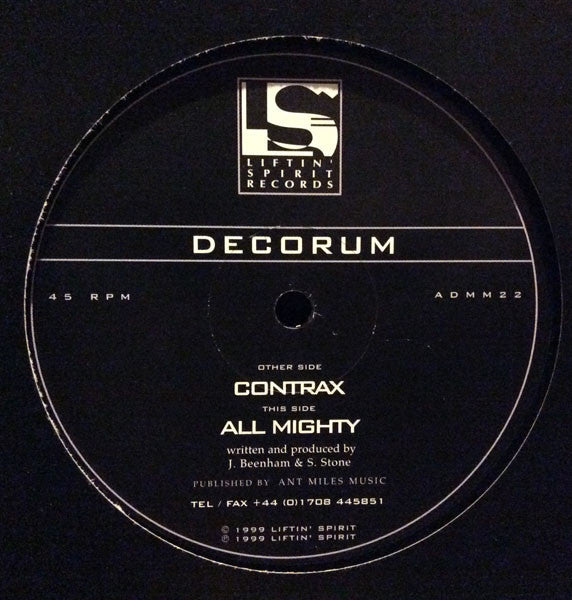 LS
LIFTIN'
SPIRIT
RECORDS
DECORUM
45 RPM
ADMM22
OTHER SIDE
CONTRAX
THIS SIDE
ALL MIGHTY
written and produced by
J. Beenham & S. Stone
PUBLISHED BY ANT MILES MUSIC
TEL / FAX +44 (0)1708 445851
© 1999 LIFTIN' SPIRIT
℗ 1999 LIFTIN' SPIRIT